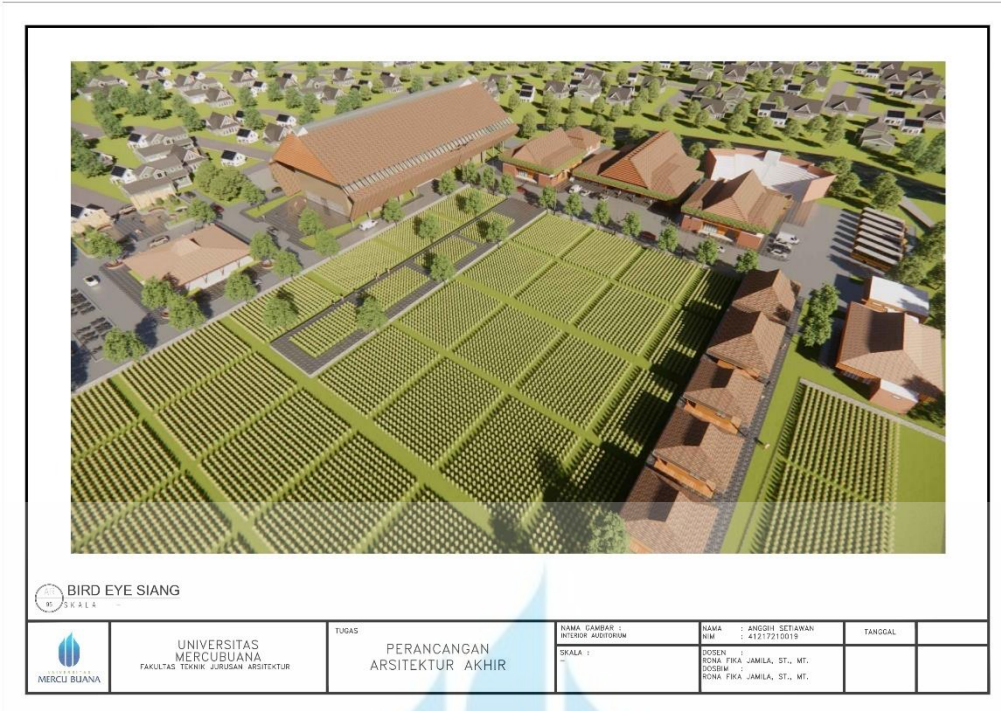 BIRD EYE SIANG
05
SKALA -
UNIVERSITAS
MERCU BUANA
UNIVERSITAS
MERCUBUANA
FAKULTAS TEKNIK JURUSAN ARSITEKTUR
TUGAS
PERANCANGAN
ARSITEKTUR AKHIR
NAMA GAMBAR :
INTERIOR AUDITORIUM
SKALA :
-
NAMA : ANGGIH SETIAWAN
NIM : 41217210019
DOSEN :
RONA FIKA JAMILA, ST., MT.
DOSBIM :
RONA FIKA JAMILA, ST., MT.
TANGGAL